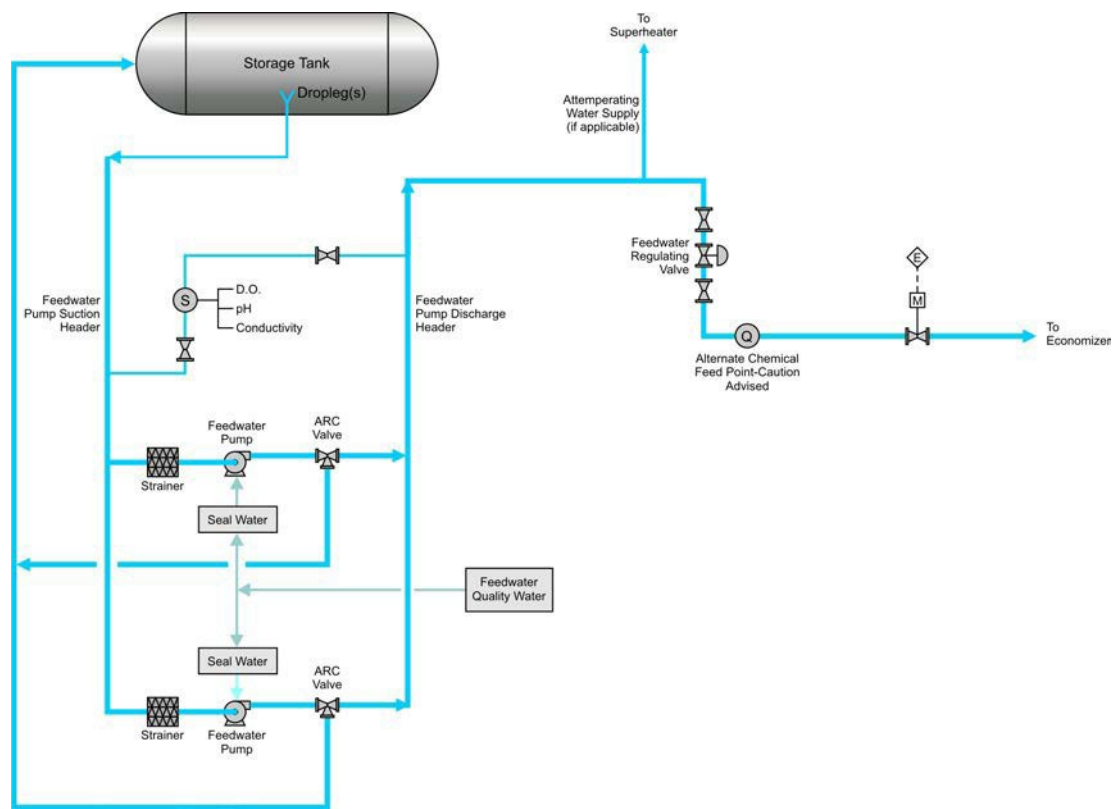 To
Superheater
Storage Tank
Dropleg(s)
Attemperating
Water Supply
(if applicable)
Feedwater
Regulating
Valve
E
M
Feedwater
Pump Suction
Header
S
D.O.
pH
Conductivity
Feedwater
Pump Discharge
Header
Q
To
Economizer
Alternate Chemical
Feed Point-Caution
Advised
Feedwater
Pump
ARC
Valve
Strainer
Seal Water
Feedwater
Quality Water
Seal Water
ARC
Valve
Strainer
Feedwater
Pump